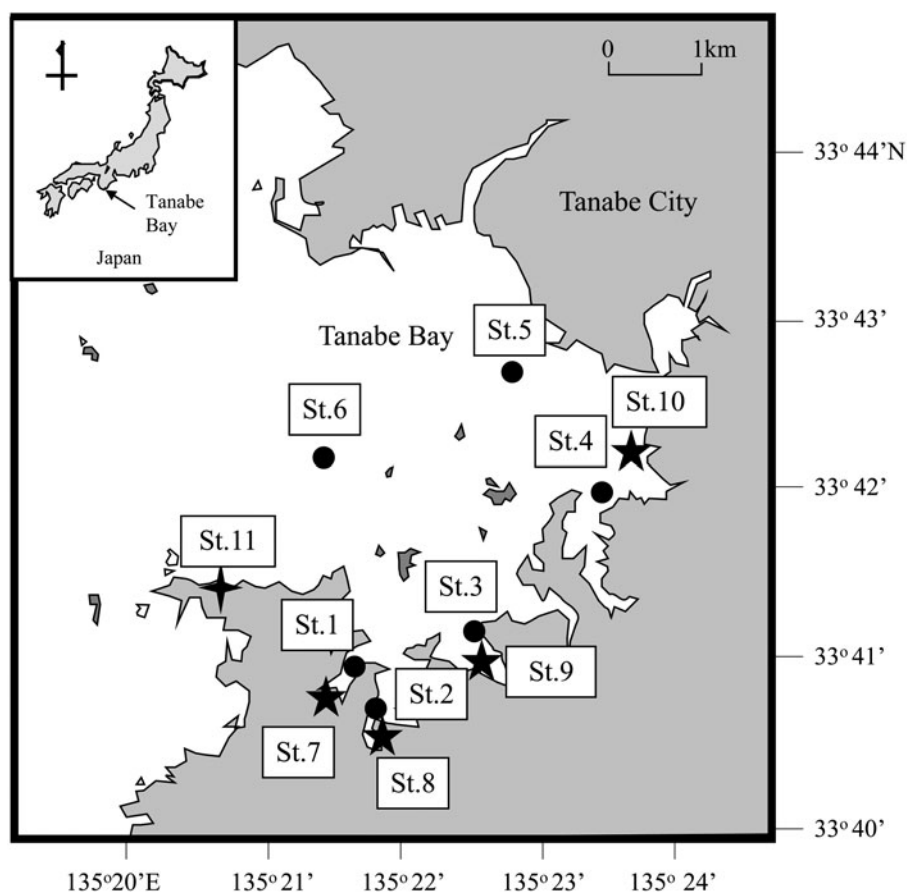 0 1km
33° 44'N
Tanabe City
Tanabe
Bay
Japan
33° 43'
Tanabe Bay
St.5
St.10
St.6
St.4
33° 42'
St.11
St.3
St.1
33° 41'
St.9
St.2
St.7
St.8
33° 40'
135°20'E 135°21' 135°22' 135°23' 135°24'